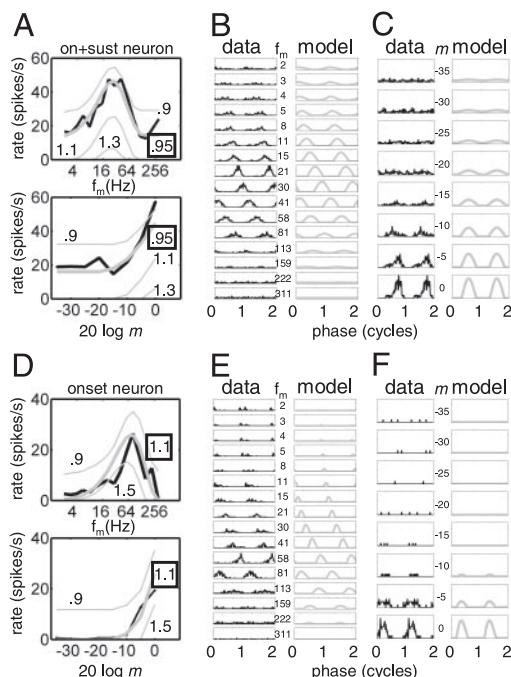 A
on+sust neuron
rate (spikes/s)
60
40
20
0
.9
1.1
1.3
.95
4 16 64 256
fm(Hz)
rate (spikes/s)
60
40
20
0
.9
.95
1.1
1.3
-30 -20 -10 0
20 log m
B
data fm model
2
3
4
5
8
11
15
21
30
41
58
81
113
159
222
311
0 1 2 0 1 2
phase (cycles)
C
data m model
-35
-30
-25
-20
-15
-10
-5
0
0 1 2 0 1 2
D
onset neuron
rate (spikes/s)
60
40
20
0
.9
1.1
1.5
4 16 64 256
fm(Hz)
rate (spikes/s)
60
40
20
0
.9
1.1
1.5
-30 -20 -10 0
20 log m
E
data fm model
2
3
4
5
8
11
15
21
30
41
58
81
113
159
222
311
0 1 2 0 1 2
phase (cycles)
F
data m model
-35
-30
-25
-20
-15
-10
-5
0
0 1 2 0 1 2